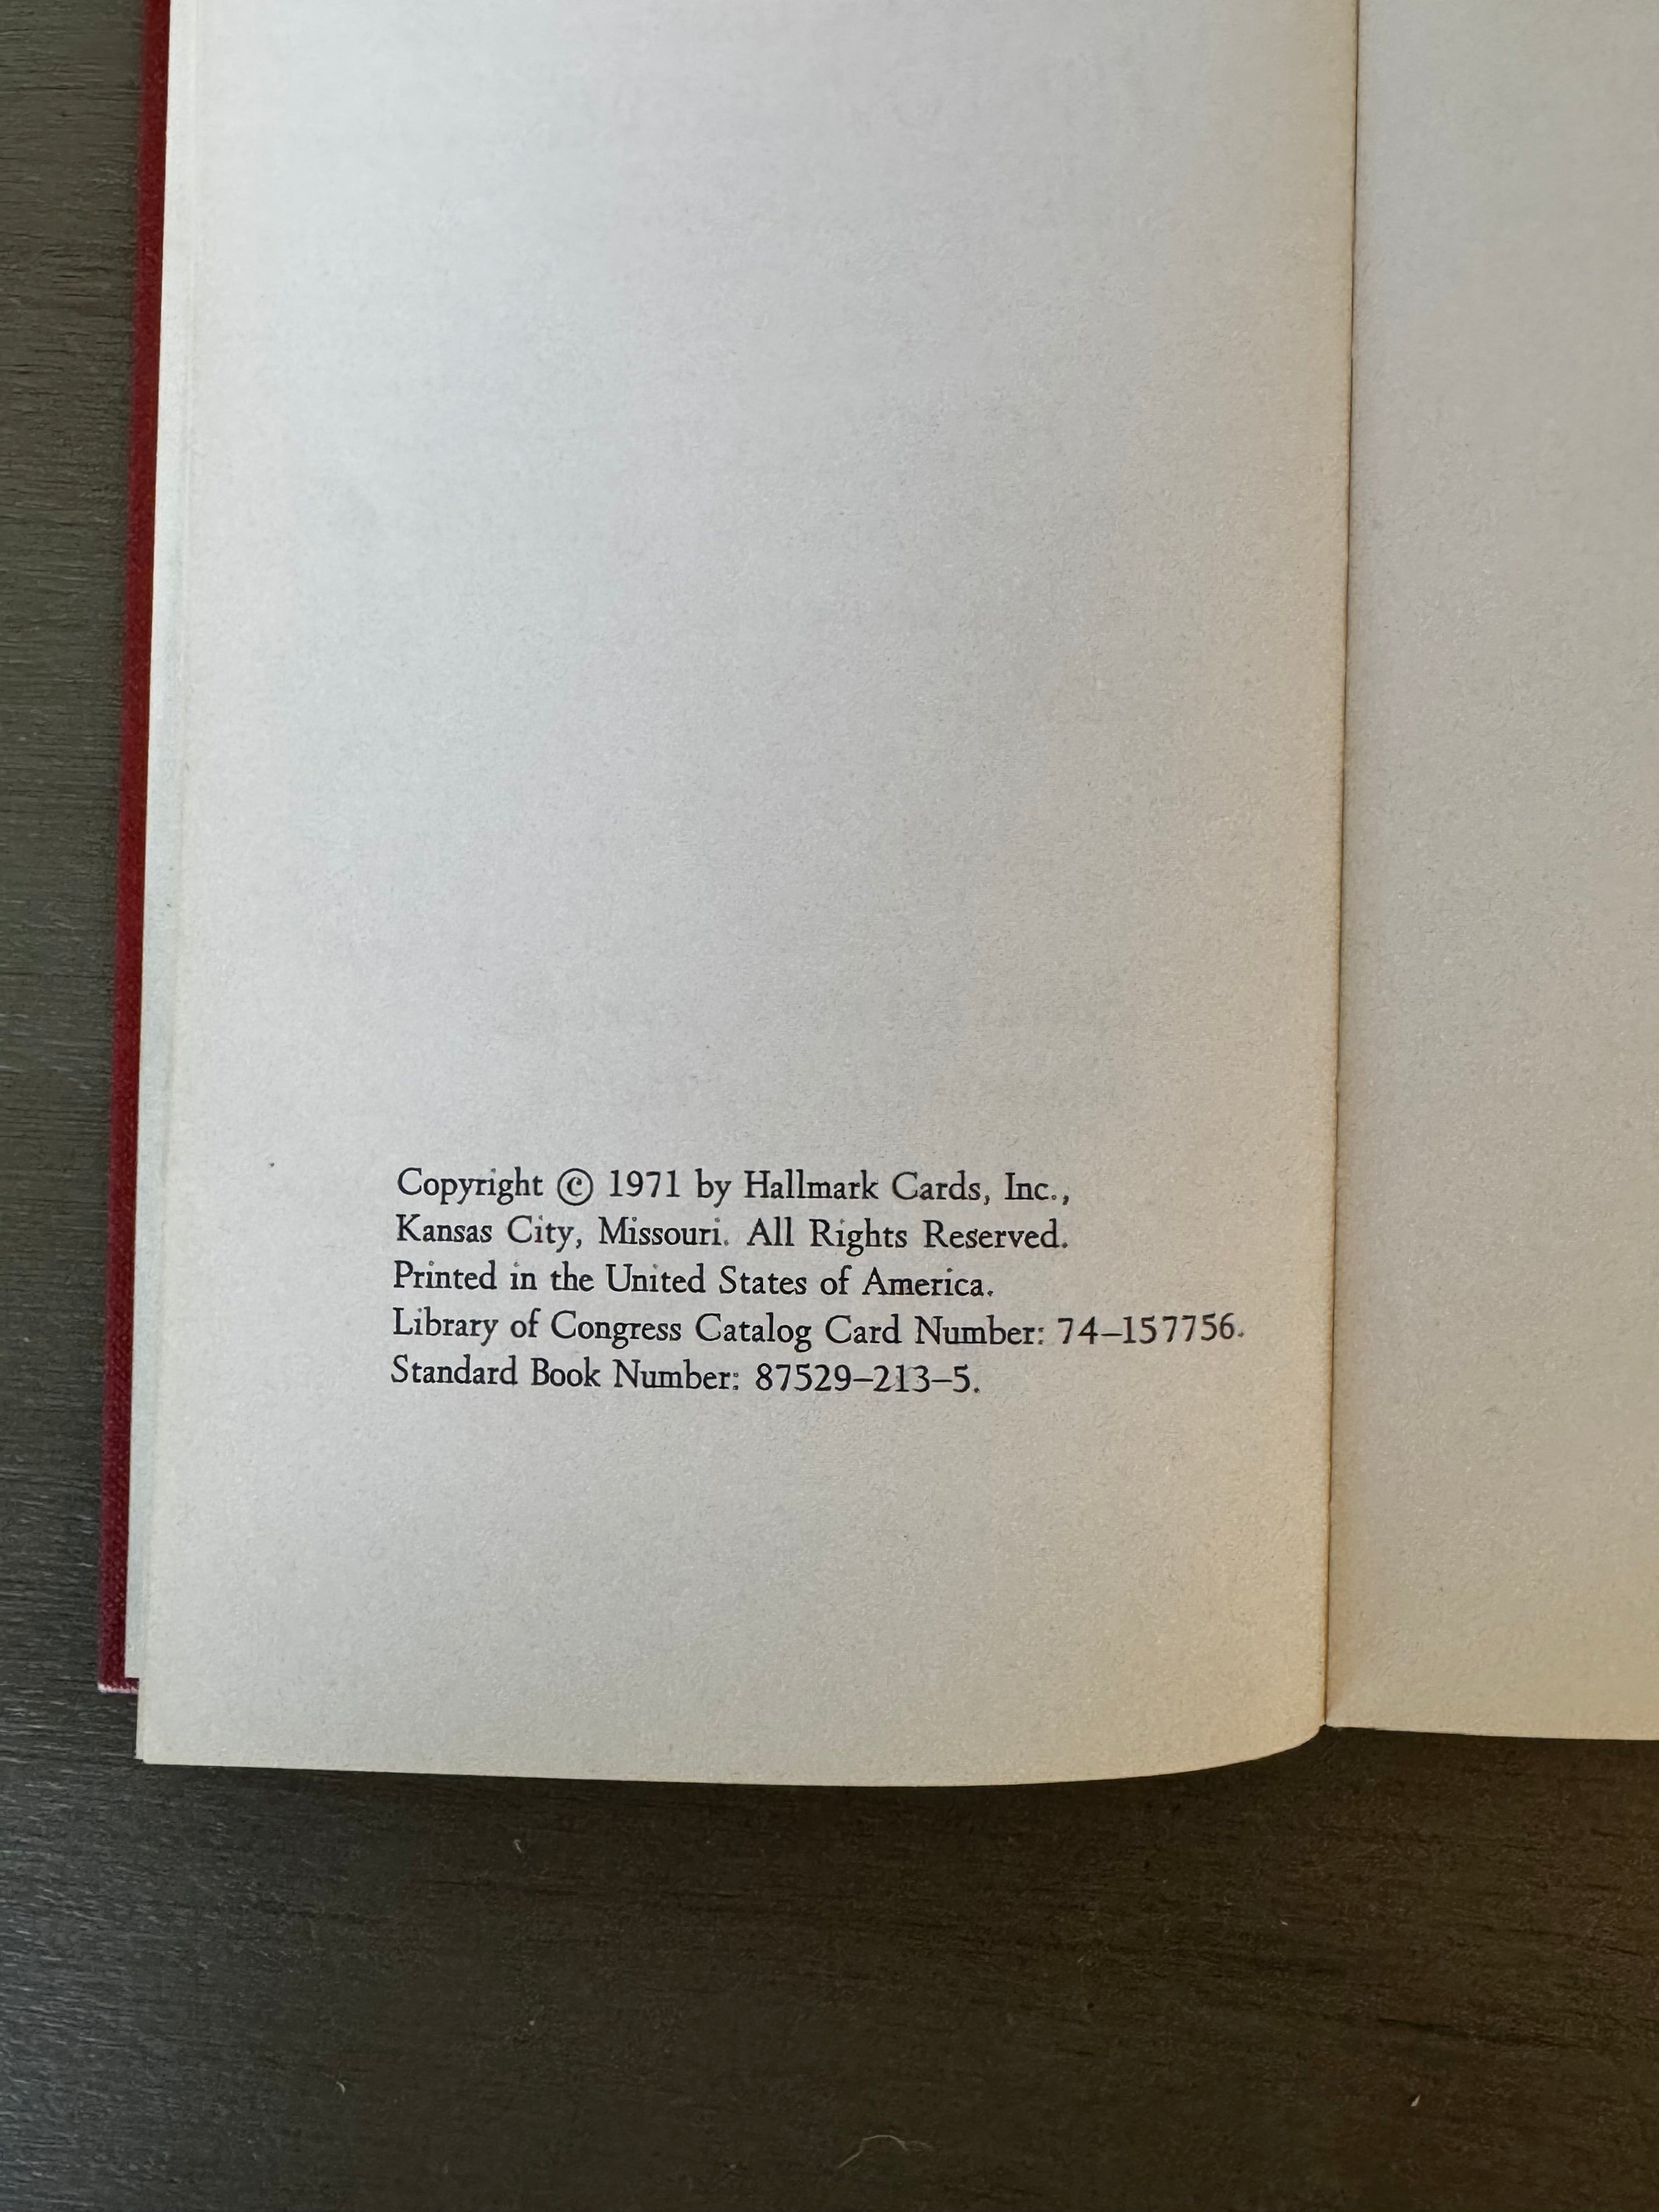 Copyright © 1971 by Hallmark Cards, Inc.,
Kansas City, Missouri. All Rights Reserved.
Printed in the United States of America.
Library of Congress Catalog Card Number: 74–157756.
Standard Book Number: 87529–213–5.